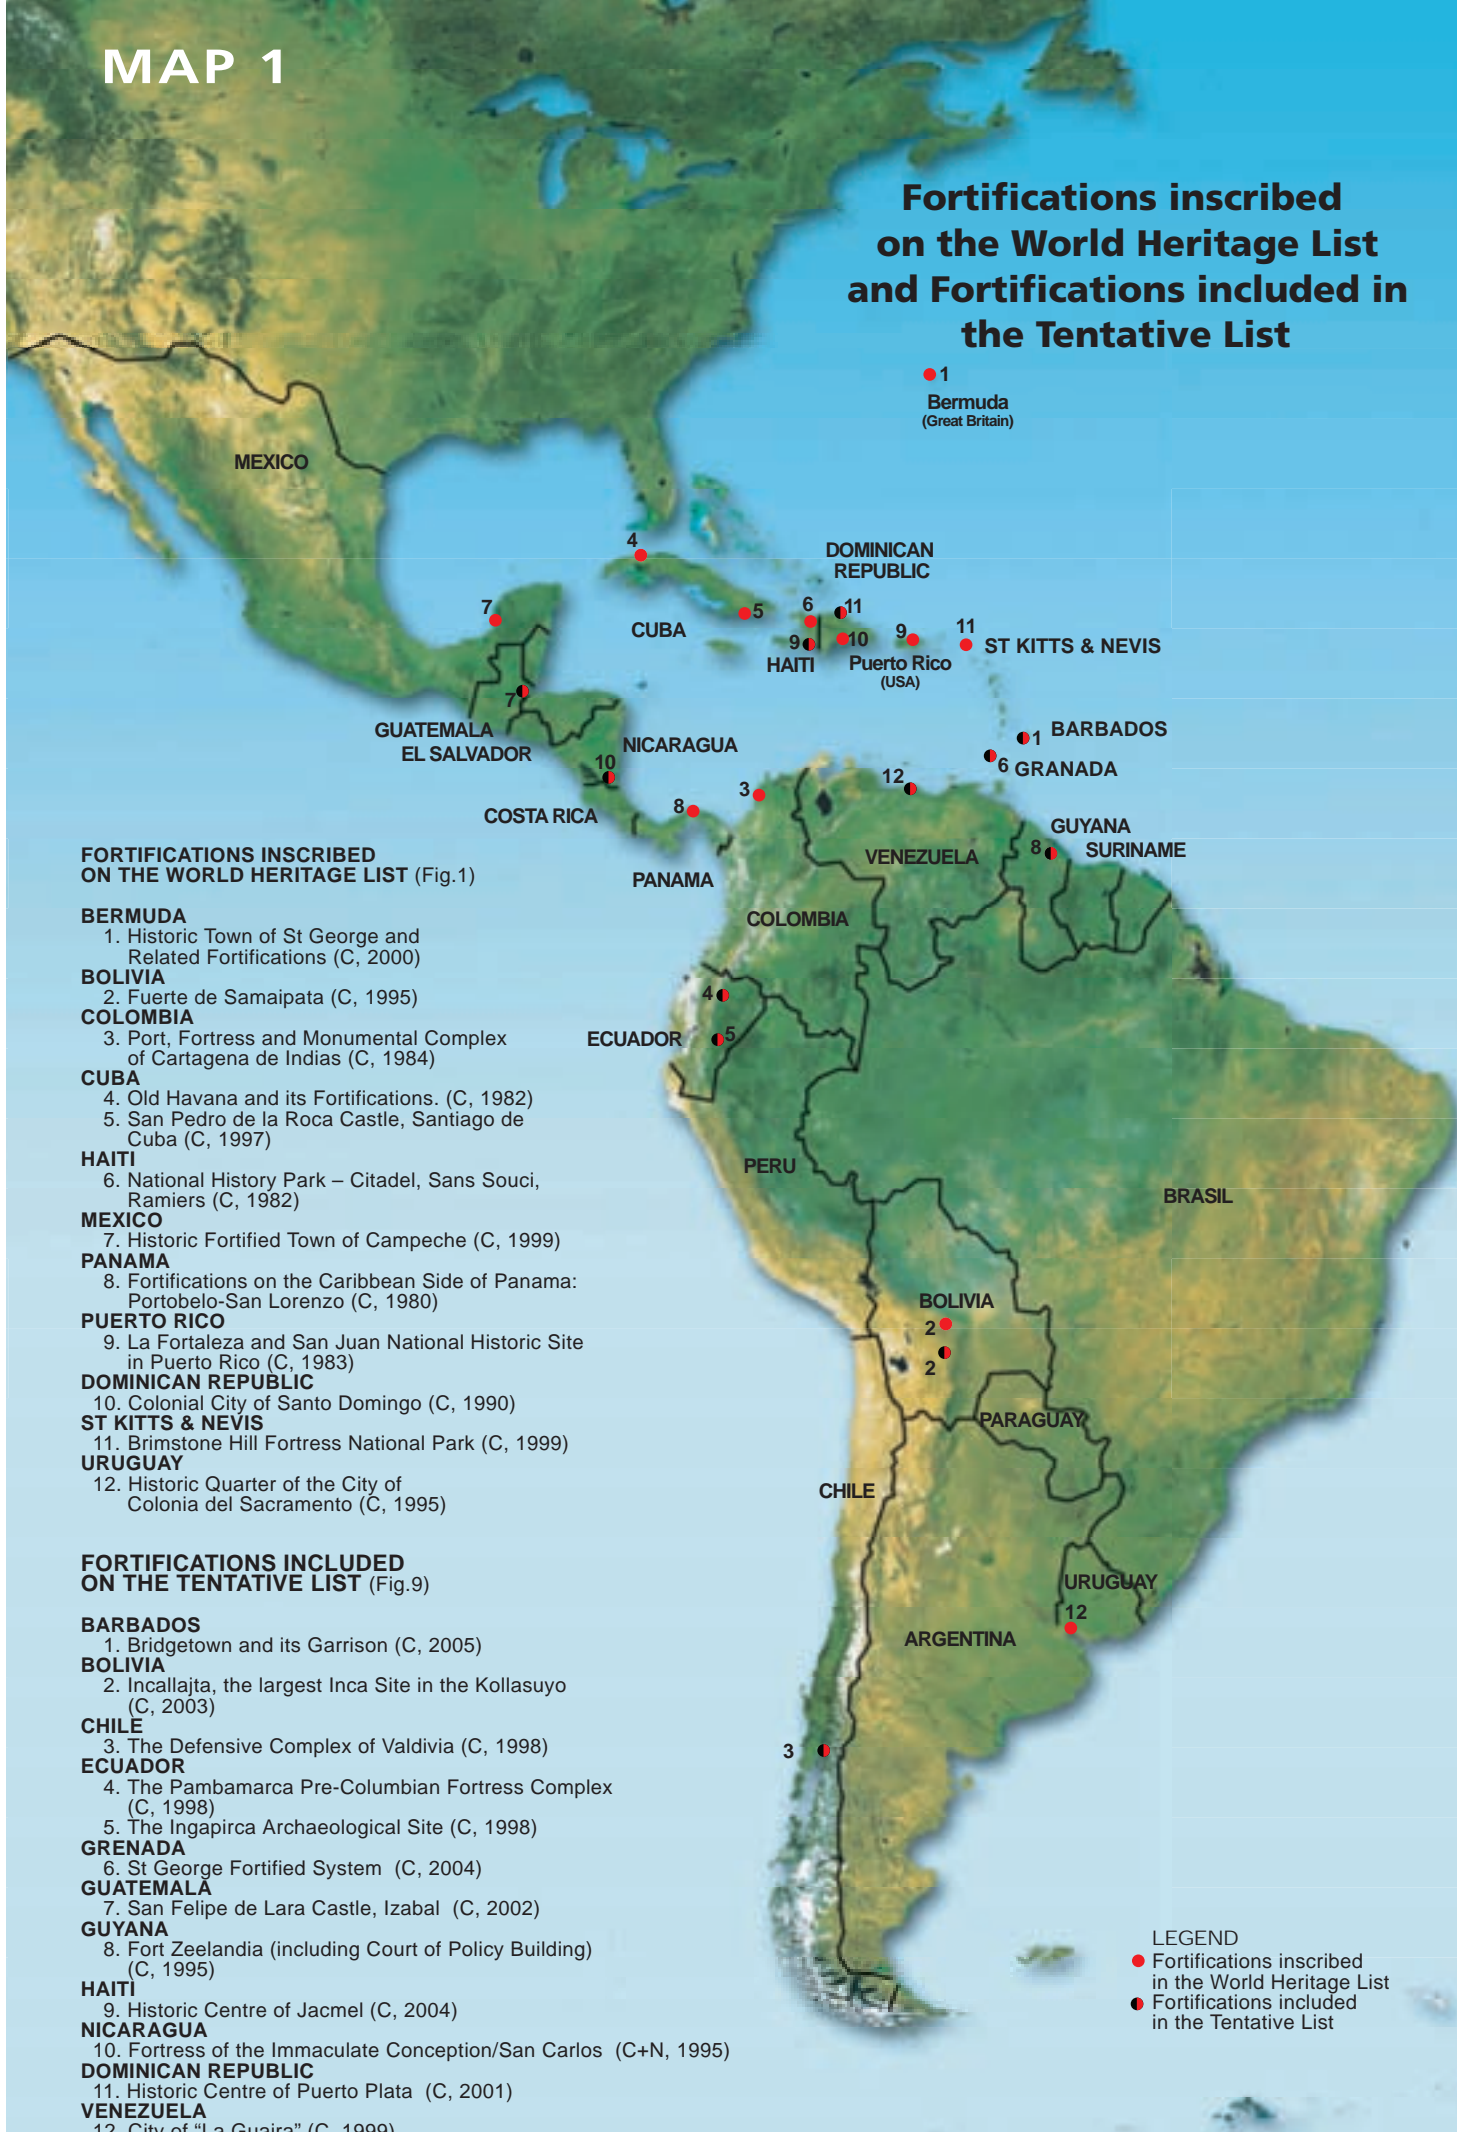 MAP 1
Fortifications inscribed
on the World Heritage List
and Fortifications included in
the Tentative List
1
Bermuda
(Great Britain)
MEXICO
4
DOMINICAN
REPUBLIC
7
CUBA
5
6
11
9
10
HAITI
9
Puerto Rico
(USA)
11
ST KITTS & NEVIS
7
GUATEMALA
EL SALVADOR
NICARAGUA
10
COSTA RICA
1
BARBADOS
6
GRANADA
8
3
12
PANAMA
VENEZUELA
GUYANA
8
SURINAME
COLOMBIA
4
ECUADOR
5
PERU
BRASIL
BOLIVIA
2
2
PARAGUAY
CHILE
URUGUAY
12
ARGENTINA
3
FORTIFICATIONS INSCRIBED
ON THE WORLD HERITAGE LIST (Fig.1)
BERMUDA
1. Historic Town of St George and
Related Fortifications (C, 2000)
BOLIVIA
2. Fuerte de Samaipata (C, 1995)
COLOMBIA
3. Port, Fortress and Monumental Complex
of Cartagena de Indias (C, 1984)
CUBA
4. Old Havana and its Fortifications. (C, 1982)
5. San Pedro de la Roca Castle, Santiago de
Cuba (C, 1997)
HAITI
6. National History Park – Citadel, Sans Souci,
Ramiers (C, 1982)
MEXICO
7. Historic Fortified Town of Campeche (C, 1999)
PANAMA
8. Fortifications on the Caribbean Side of Panama:
Portobelo-San Lorenzo (C, 1980)
PUERTO RICO
9. La Fortaleza and San Juan National Historic Site
in Puerto Rico (C, 1983)
DOMINICAN REPUBLIC
10. Colonial City of Santo Domingo (C, 1990)
ST KITTS & NEVIS
11. Brimstone Hill Fortress National Park (C, 1999)
URUGUAY
12. Historic Quarter of the City of
Colonia del Sacramento (C, 1995)
FORTIFICATIONS INCLUDED
ON THE TENTATIVE LIST (Fig.9)
BARBADOS
1. Bridgetown and its Garrison (C, 2005)
BOLIVIA
2. Incallajta, the largest Inca Site in the Kollasuyo
(C, 2003)
CHILE
3. The Defensive Complex of Valdivia (C, 1998)
ECUADOR
4. The Pambamarca Pre-Columbian Fortress Complex
(C, 1998)
5. The Ingapirca Archaeological Site (C, 1998)
GRENADA
6. St George Fortified System (C, 2004)
GUATEMALA
7. San Felipe de Lara Castle, Izabal (C, 2002)
GUYANA
8. Fort Zeelandia (including Court of Policy Building)
(C, 1995)
HAITI
9. Historic Centre of Jacmel (C, 2004)
NICARAGUA
10. Fortress of the Immaculate Conception/San Carlos (C+N, 1995)
DOMINICAN REPUBLIC
11. Historic Centre of Puerto Plata (C, 2001)
VENEZUELA
12. City of “La Guaira” (C, 1999)
LEGEND
Fortifications inscribed
in the World Heritage List
Fortifications included
in the Tentative List